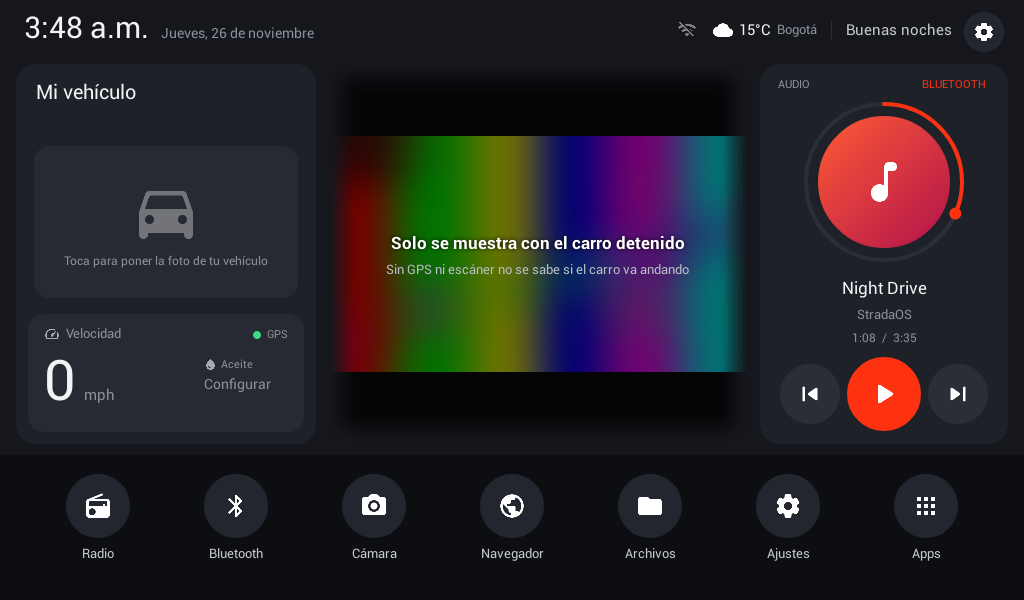 3:48 a.m.
Jueves, 26 de noviembre
15°C Bogotá
Buenas noches
Mi vehículo
Toca para poner la foto de tu vehículo
Velocidad
GPS
0 mph
Aceite
Configurar
Solo se muestra con el carro detenido
Sin GPS ni escáner no se sabe si el carro va andando
AUDIO
BLUETOOTH
Night Drive
StradaOS
1:08 / 3:35
Radio
Bluetooth
Cámara
Navegador
Archivos
Ajustes
Apps